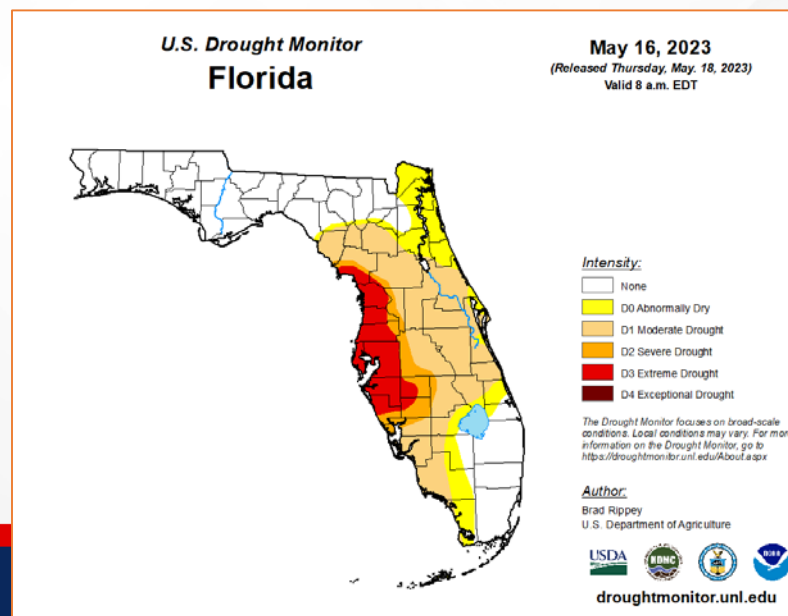 U.S. Drought Monitor
Florida
May 16, 2023
(Released Thursday, May. 18, 2023)
Valid 8 a.m. EDT
Intensity:
None
D0 Abnormally Dry
D1 Moderate Drought
D2 Severe Drought
D3 Extreme Drought
D4 Exceptional Drought
The Drought Monitor focuses on broad-scale
conditions. Local conditions may vary. For more
information on the Drought Monitor, go to
https://droughtmonitor.unl.edu/About.aspx
Author:
Brad Rippey
U.S. Department of Agriculture
USDA
NDMC
droughtmonitor.unl.edu